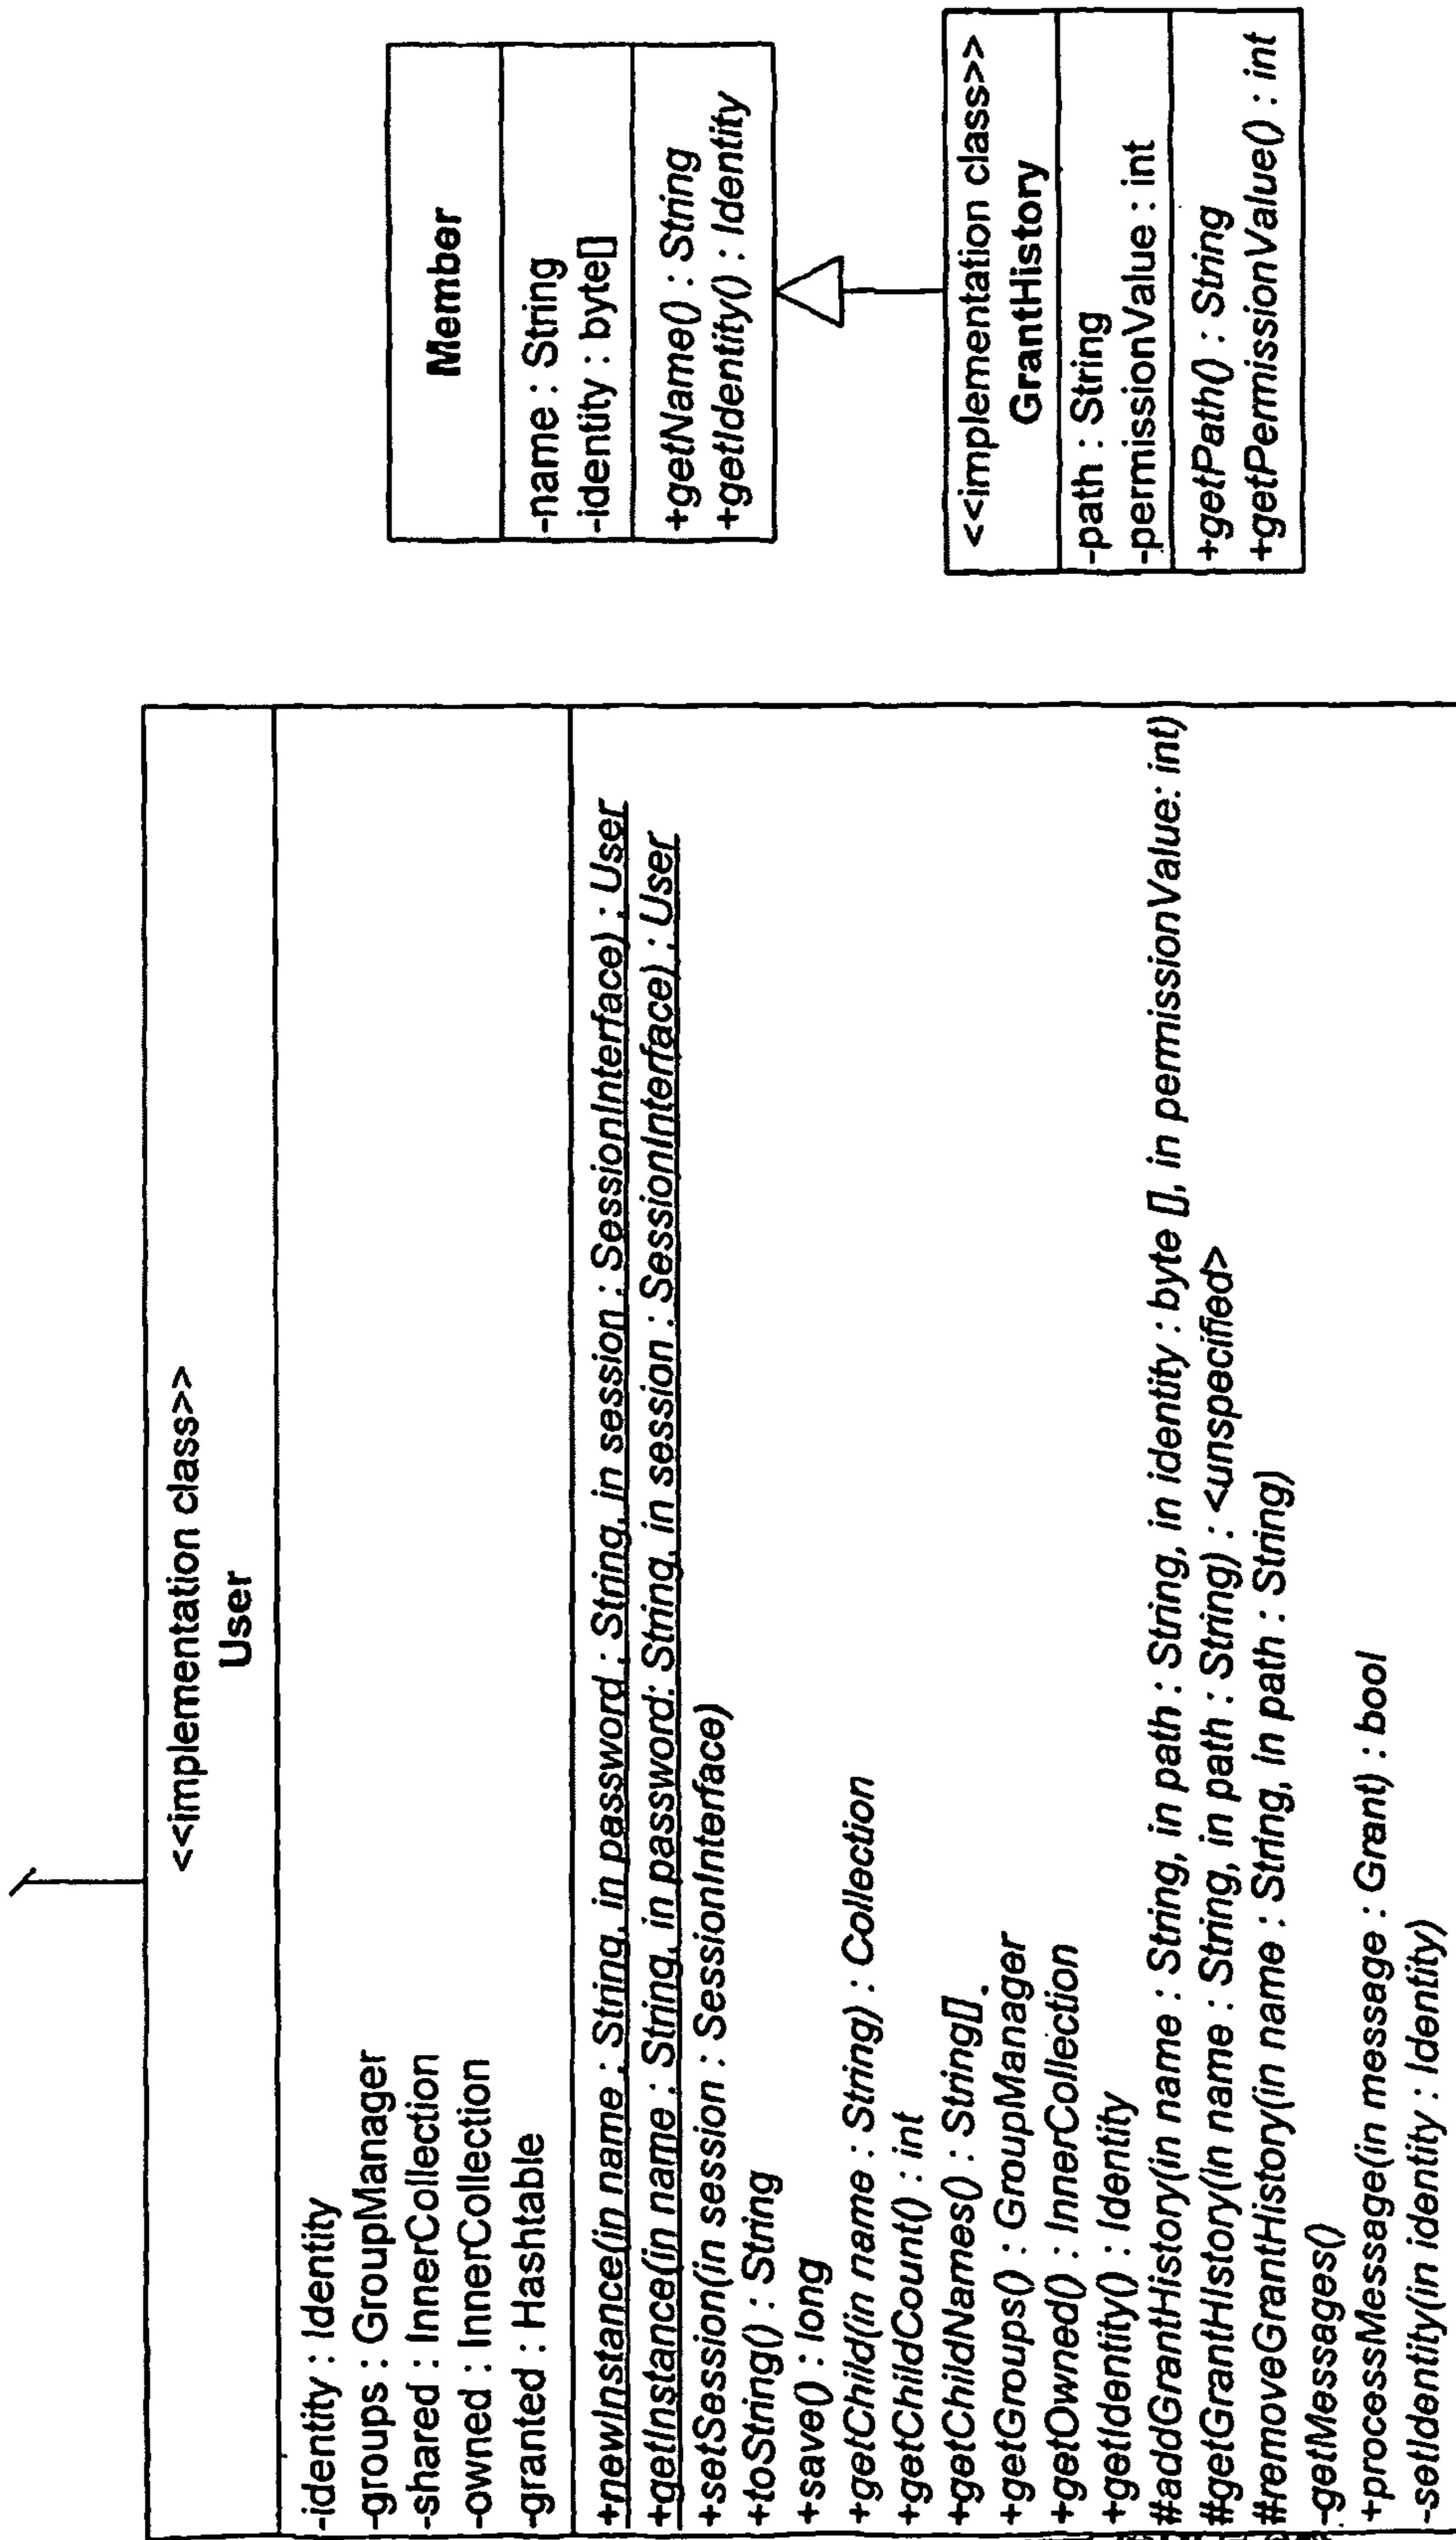 <<implementation class>>
User
-identity : Identity
-groups : GroupManager
-shared : InnerCollection
-owned : InnerCollection
-granted : Hashtable
+newInstance(in name : String, in password : String, in session : SessionInterface) : User
+getInstance(in name : String, in password: String, in session : SessionInterface) : User
+setSession(in session : SessionInterface)
+toString() : String
+save() : long
+getChild(in name : String) : Collection
+getChildCount() : int
+getChildNames() : String[]
+getGroups() : GroupManager
+getOwned() : InnerCollection
+getIdentity() : Identity
#addGrantHistory(in name : String, in path : String, in identity : byte [], in permissionValue: int)
#getGrantHistory(in name : String, in path : String) : <unspecified>
#removeGrantHistory(in name : String, in path : String)
-getMessages()
+processMessage(in message : Grant) : bool
-setIdentity(in identity : Identity)
Member
-name : String
-identity : byte[]
+getName() : String
+getIdentity() : Identity
<<implementation class>>
GrantHistory
-path : String
-permissionValue : int
+getPath() : String
+getPermissionValue() : int